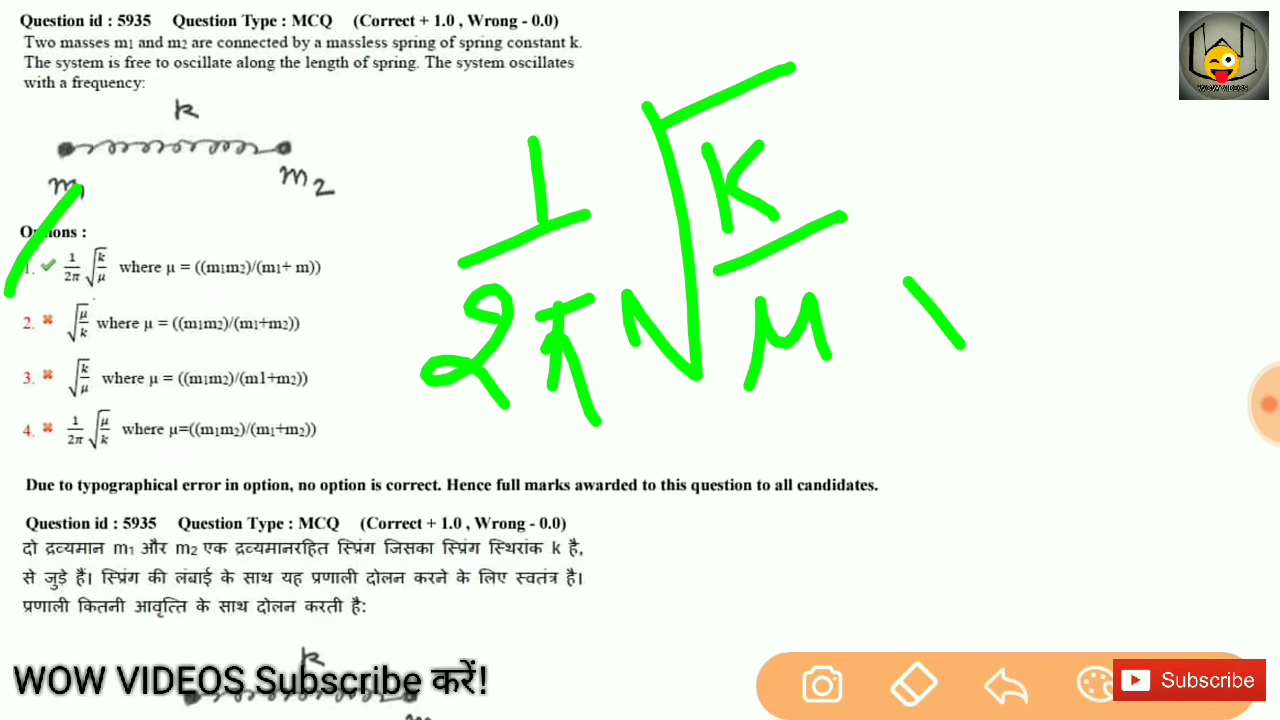 Question id : 5935 Question Type : MCQ (Correct + 1.0 , Wrong - 0.0)
Two masses m₁ and m₂ are connected by a massless spring of spring constant k.
The system is free to oscillate along the length of spring. The system oscillates
with a frequency:
k
m₁ m₂
Options :
1. 1/2π √k/μ where μ = ((m₁m₂)/(m₁+ m))
2. √μ/k where μ = ((m₁m₂)/(m₁+m₂))
3. √k/μ where μ = ((m₁m₂)/(m1+m₂))
4. 1/2π √μ/k where μ=((m₁m₂)/(m₁+m₂))
1/2π √K/μ
Due to typographical error in option, no option is correct. Hence full marks awarded to this question to all candidates.
Question id : 5935 Question Type : MCQ (Correct + 1.0 , Wrong - 0.0)
दो द्रव्यमान m₁ और m₂ एक द्रव्यमानरहित स्प्रिंग जिसका स्प्रिंग स्थिरांक k है,
से जुड़े हैं। स्प्रिंग की लंबाई के साथ यह प्रणाली दोलन करने के लिए स्वतंत्र है।
प्रणाली कितनी आवृत्ति के साथ दोलन करती है:
k
WOW VIDEOS Subscribe करें!
Subscribe
WOW VIDEOS